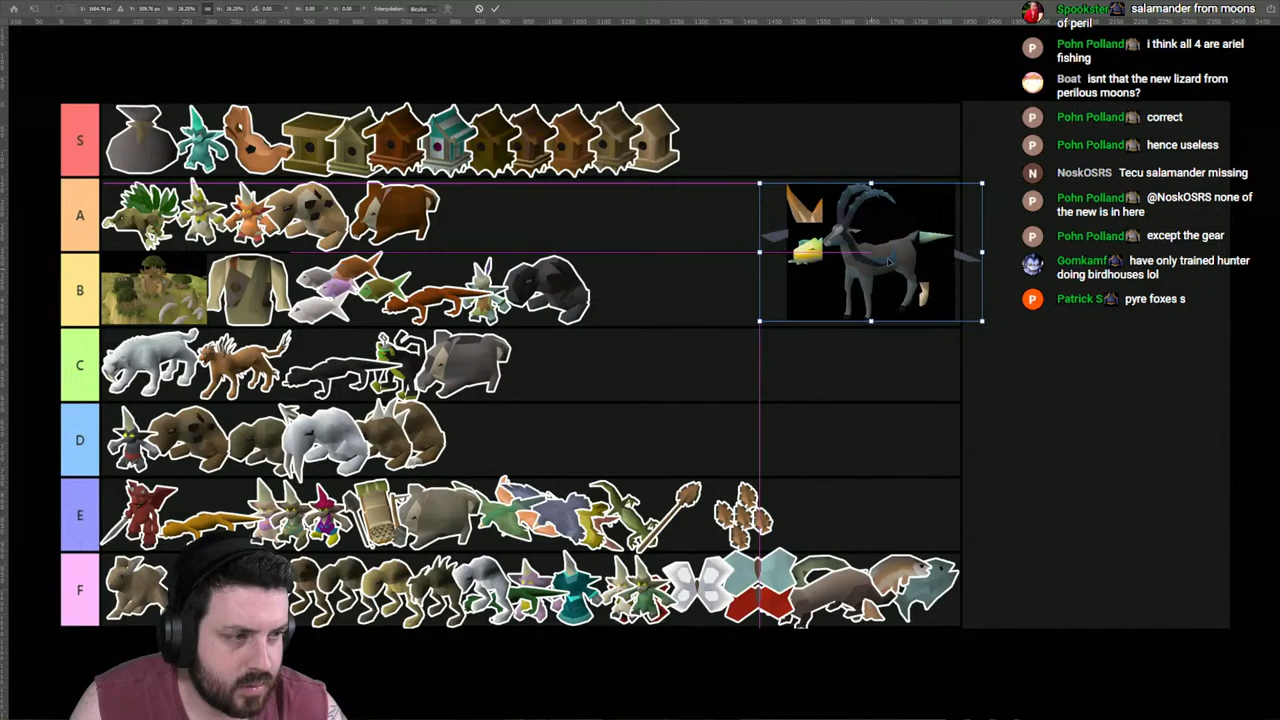 Interpolation: Bicubic
Spookster salamander from moons
of peril
Pohn Polland i think all 4 are ariel
fishing
Boat isnt that the new lizard from
perilous moons?
Pohn Polland correct
Pohn Polland hence useless
NoskOSRS Tecu salamander missing
Pohn Polland @NoskOSRS none of
the new is in here
Pohn Polland except the gear
Gomkamf have only trained hunter
doing birdhouses lol
Patrick S pyre foxes s
P
P
P
N
P
P
P
S
A
B
C
D
E
F